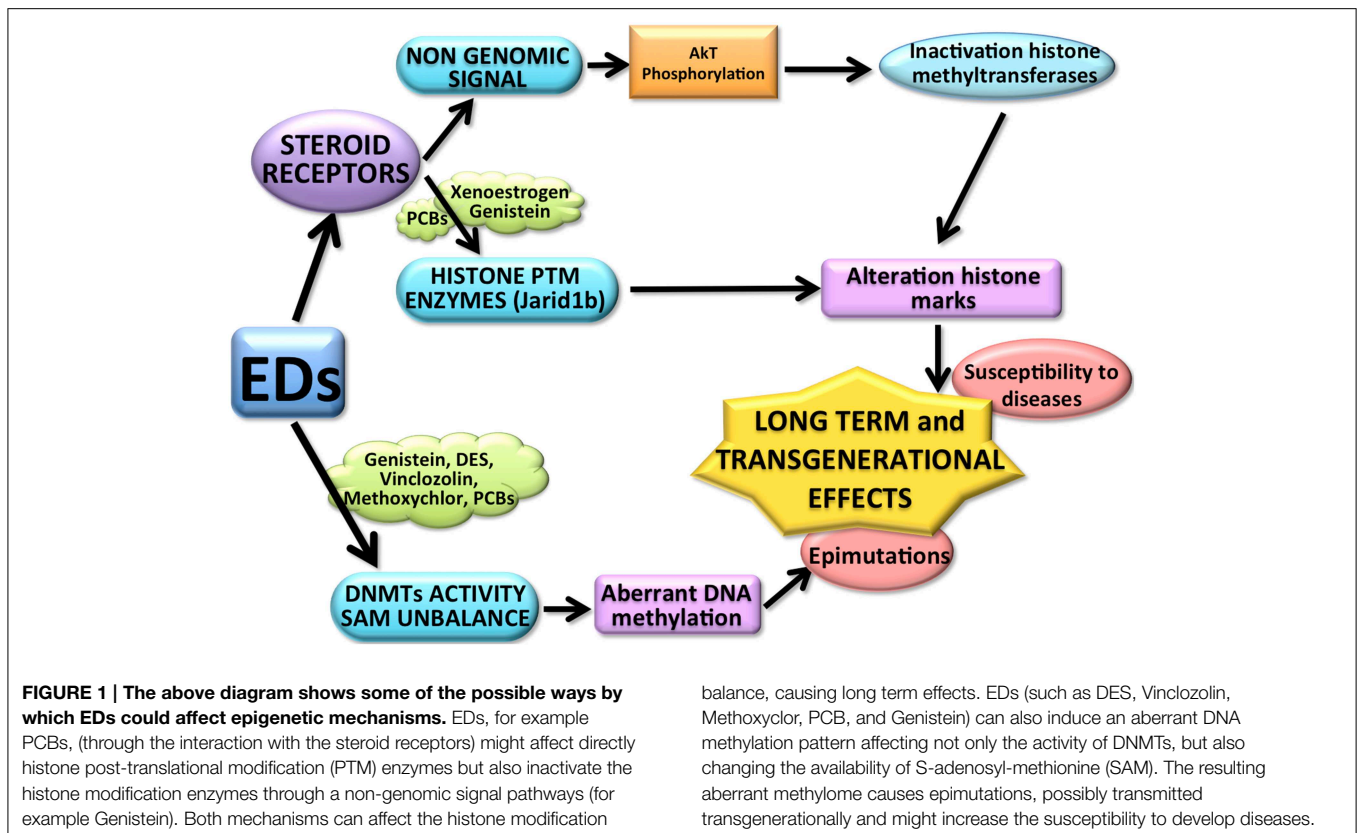 NON GENOMIC
SIGNAL
AkT
Phosphorylation
Inactivation histone
methyltransferases
STEROID
RECEPTORS
Xenoestrogen
Genistein
PCBs
HISTONE PTM
ENZYMES (Jarid1b)
Alteration histone
marks
EDs
Susceptibility to
diseases
LONG TERM and
TRANSGENERATIONAL
EFFECTS
Genistein, DES,
Vinclozolin,
Methoxychlor, PCBs
Epimutations
DNMTs ACTIVITY
SAM UNBALANCE
Aberrant DNA
methylation
FIGURE 1 | The above diagram shows some of the possible ways by
which EDs could affect epigenetic mechanisms. EDs, for example
PCBs, (through the interaction with the steroid receptors) might affect directly
histone post-translational modification (PTM) enzymes but also inactivate the
histone modification enzymes through a non-genomic signal pathways (for
example Genistein). Both mechanisms can affect the histone modification
balance, causing long term effects. EDs (such as DES, Vinclozolin,
Methoxyclor, PCB, and Genistein) can also induce an aberrant DNA
methylation pattern affecting not only the activity of DNMTs, but also
changing the availability of S-adenosyl-methionine (SAM). The resulting
aberrant methylome causes epimutations, possibly transmitted
transgenerationally and might increase the susceptibility to develop diseases.